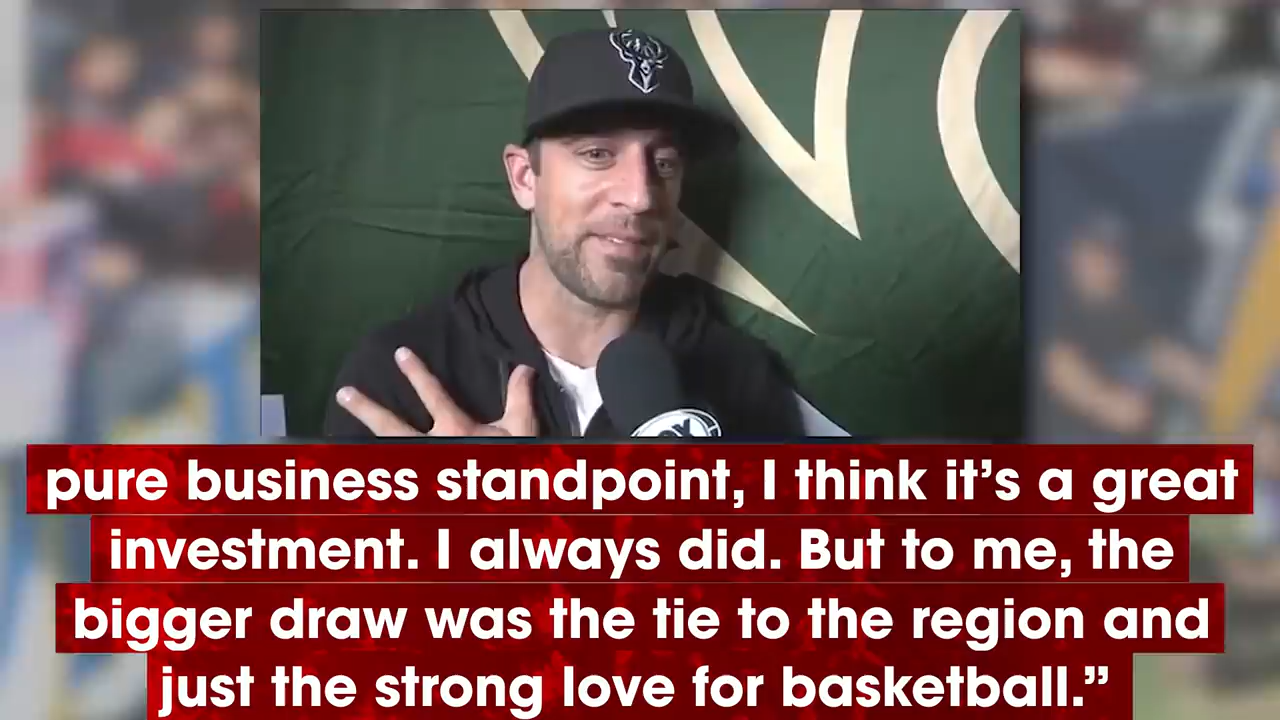 pure business standpoint, I think it’s a great
investment. I always did. But to me, the
bigger draw was the tie to the region and
just the strong love for basketball.”